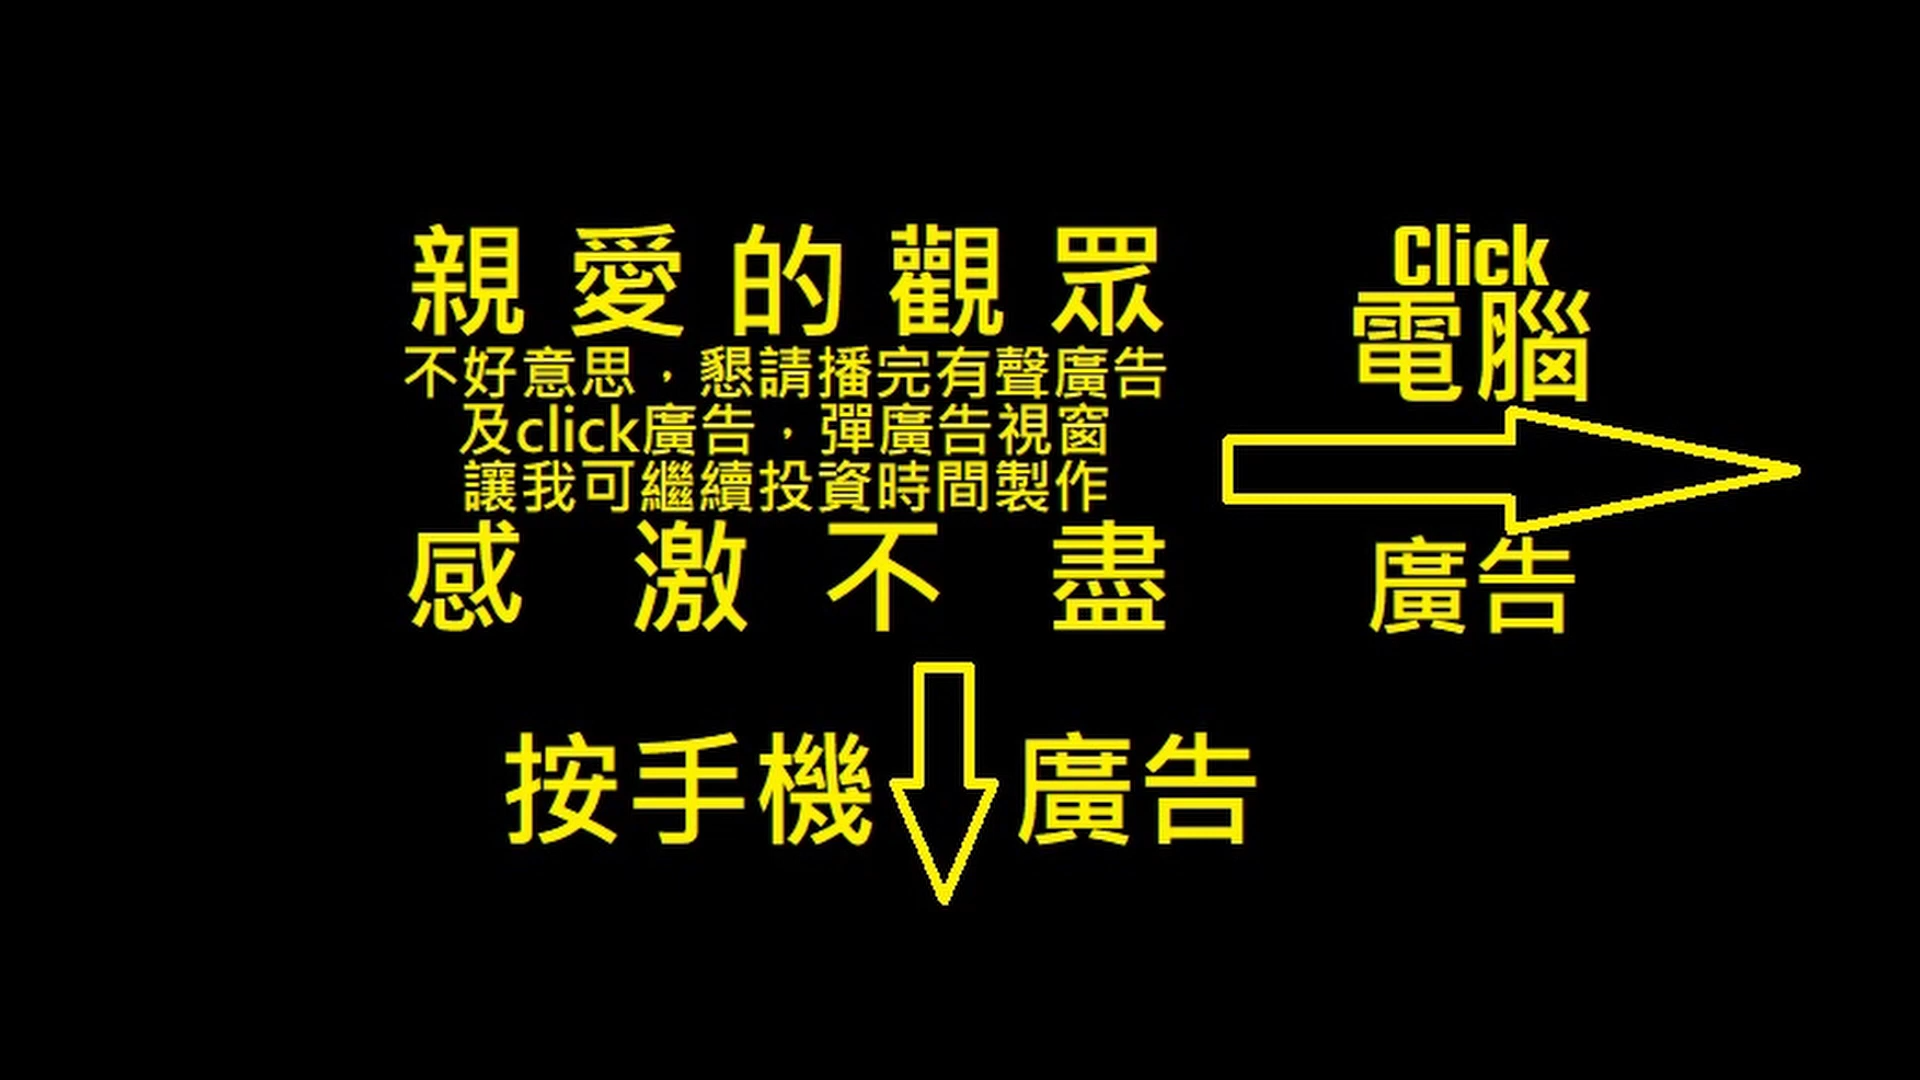 親愛的觀眾
不好意思，懇請播完有聲廣告
及click廣告，彈廣告視窗
讓我可繼續投資時間製作
感激不盡
Click
電腦
廣告
按手機
廣告